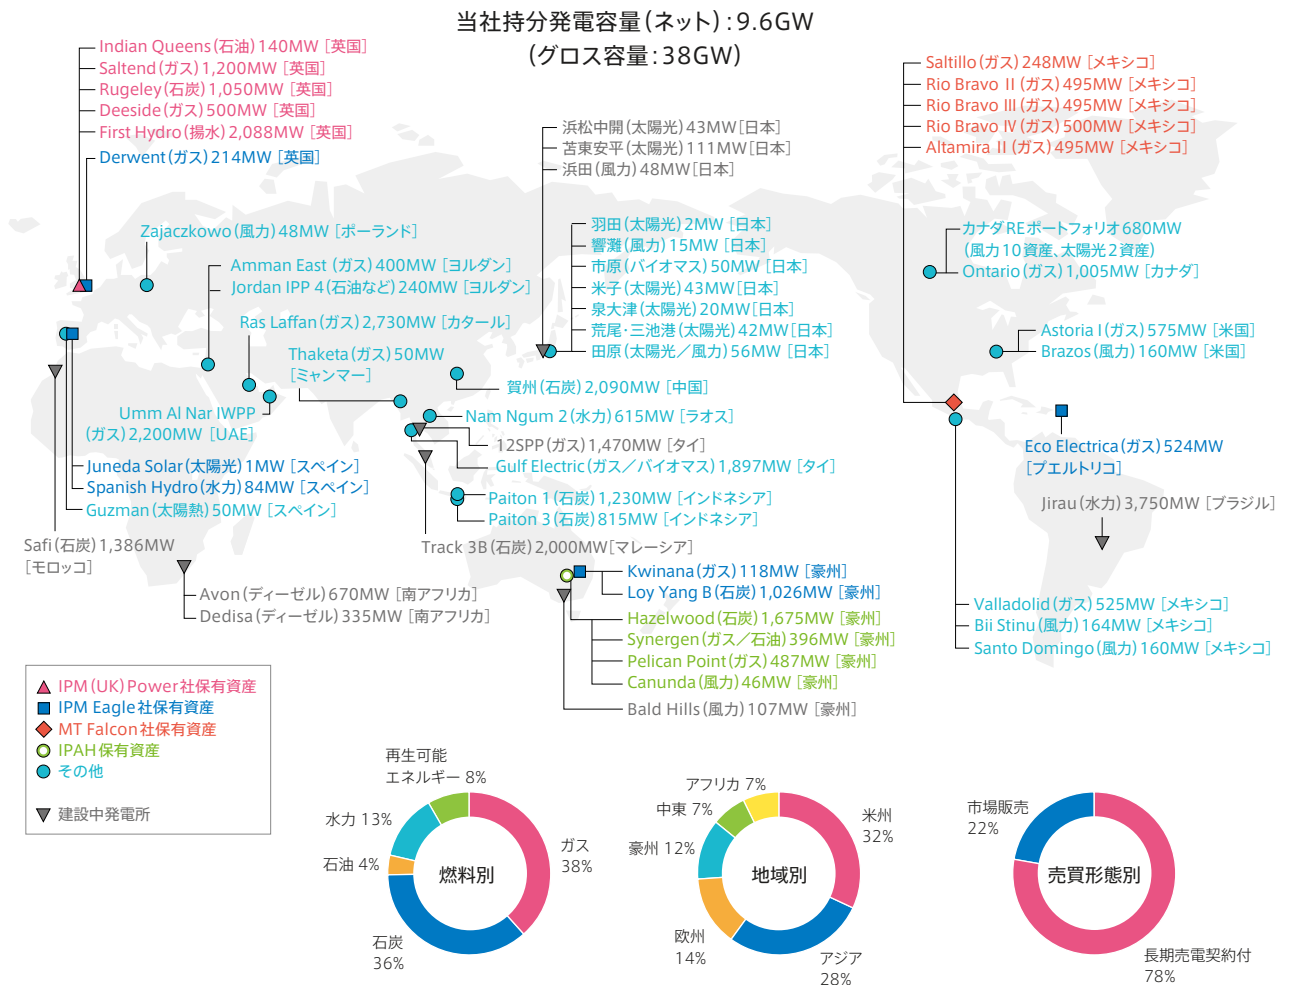 当社持分発電容量(ネット):9.6GW
(グロス容量:38GW)
Indian Queens(石油)140MW [英国]
Saltend(ガス)1,200MW [英国]
Rugeley(石炭)1,050MW [英国]
Deeside(ガス)500MW [英国]
First Hydro(揚水)2,088MW [英国]
Derwent(ガス)214MW [英国]
Zajaczkowo(風力)48MW [ポーランド]
Amman East (ガス)400MW [ヨルダン]
Jordan IPP 4(石油など)240MW [ヨルダン]
Ras Laffan(ガス)2,730MW [カタール]
Thaketa(ガス)50MW
[ミャンマー]
Umm Al Nar IWPP
(ガス)2,200MW [UAE]
Juneda Solar(太陽光)1MW [スペイン]
Spanish Hydro(水力)84MW [スペイン]
Guzman(太陽熱)50MW [スペイン]
Safi(石炭)1,386MW
[モロッコ]
Avon(ディーゼル)670MW [南アフリカ]
Dedisa(ディーゼル)335MW [南アフリカ]
浜松中開(太陽光)43MW[日本]
苫東安平(太陽光)111MW[日本]
浜田(風力)48MW[日本]
羽田(太陽光)2MW [日本]
響灘(風力)15MW [日本]
市原(バイオマス)50MW [日本]
米子(太陽光)43MW[日本]
泉大津(太陽光)20MW[日本]
荒尾・三池港(太陽光)42MW[日本]
田原(太陽光/風力)56MW [日本]
賀州(石炭)2,090MW [中国]
Nam Ngum 2(水力)615MW [ラオス]
12SPP(ガス)1,470MW [タイ]
Gulf Electric(ガス/バイオマス)1,897MW [タイ]
Paiton 1(石炭)1,230MW [インドネシア]
Paiton 3(石炭)815MW [インドネシア]
Track 3B(石炭)2,000MW[マレーシア]
Kwinana(ガス)118MW [豪州]
Loy Yang B(石炭)1,026MW [豪州]
Hazelwood(石炭)1,675MW [豪州]
Synergen(ガス/石油)396MW [豪州]
Pelican Point(ガス)487MW [豪州]
Canunda(風力)46MW [豪州]
Bald Hills(風力)107MW [豪州]
Saltillo(ガス)248MW [メキシコ]
Rio Bravo II(ガス)495MW [メキシコ]
Rio Bravo III(ガス)495MW [メキシコ]
Rio Bravo IV(ガス)500MW [メキシコ]
Altamira II(ガス)495MW [メキシコ]
カナダREポートフォリオ680MW
(風力10資産、太陽光2資産)
Ontario(ガス)1,005MW [カナダ]
Astoria I(ガス)575MW [米国]
Brazos(風力)160MW [米国]
Eco Electrica(ガス)524MW
[プエルトリコ]
Jirau(水力)3,750MW [ブラジル]
Valladolid(ガス)525MW [メキシコ]
Bii Stinu(風力)164MW [メキシコ]
Santo Domingo(風力)160MW [メキシコ]
IPM(UK)Power社保有資産
IPM Eagle社保有資産
MT Falcon社保有資産
IPAH保有資産
その他
建設中発電所
燃料別
再生可能
エネルギー 8%
水力 13%
石油 4%
石炭
36%
ガス
38%
地域別
アフリカ 7%
中東 7%
豪州 12%
欧州
14%
アジア
28%
米州
32%
売買形態別
市場販売
22%
長期売電契約付
78%